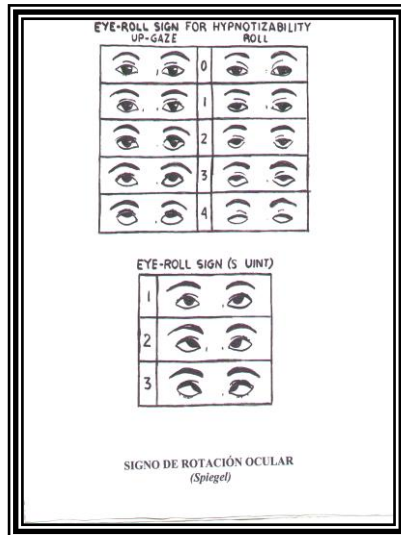 EYE-ROLL SIGN FOR HYPNOTIZABILITY
UP-GAZE ROLL
0
1
2
3
4
EYE-ROLL SIGN (S UINT)
1
2
3
SIGNO DE ROTACIÓN OCULAR
(Spiegel)